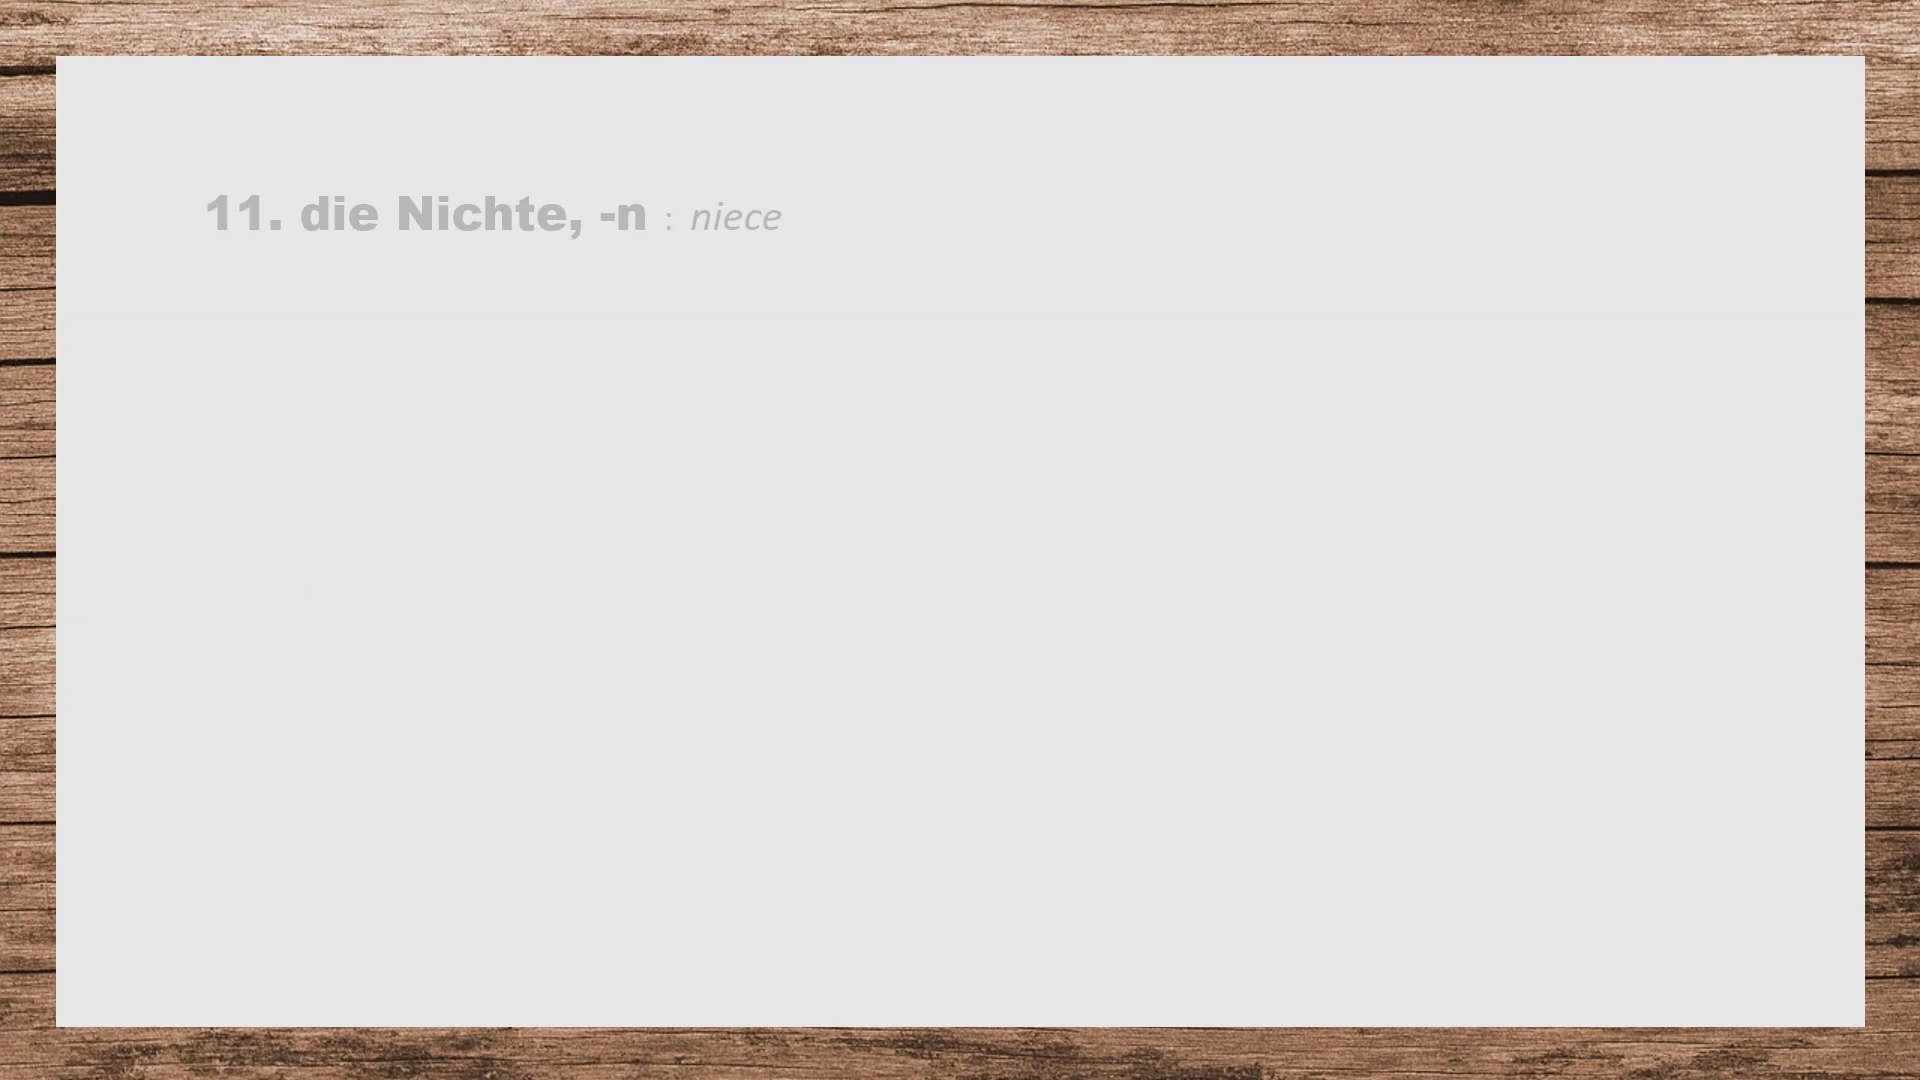 11. die Nichte, -n : niece